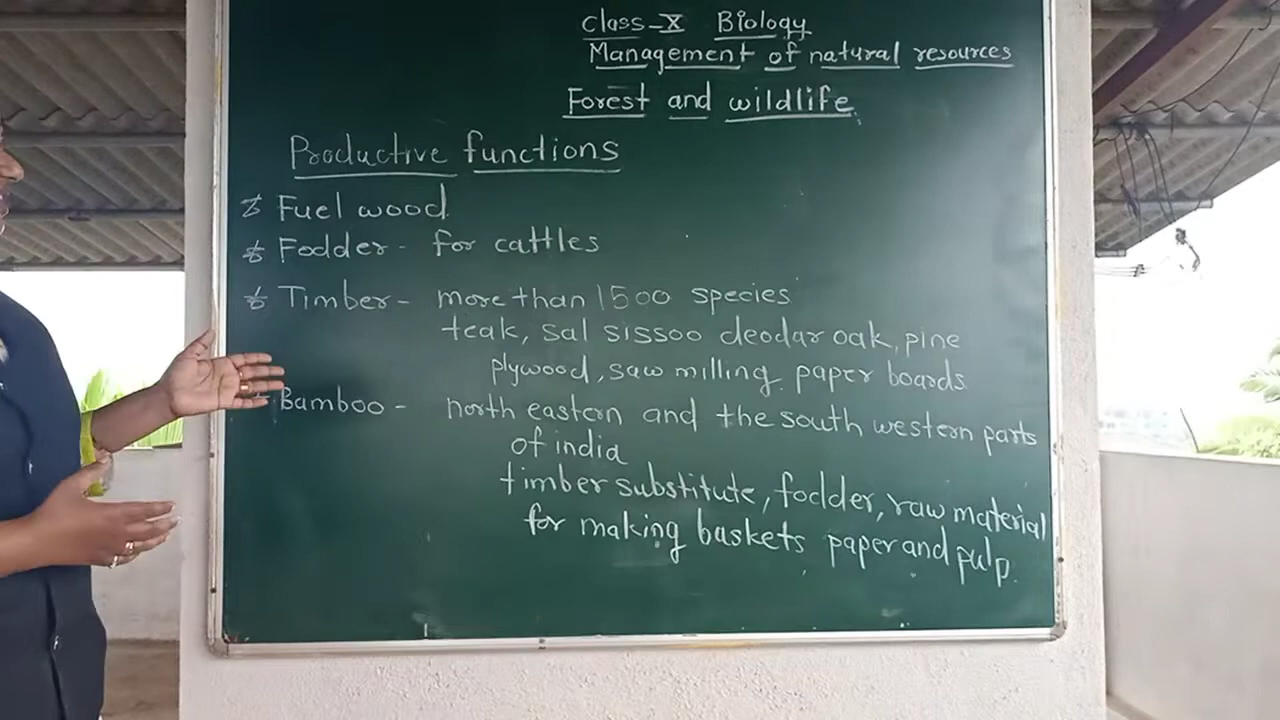 Class-X Biology
Management of natural resources
Forest and wildlife
Productive functions
* Fuel wood
* Fodder - for cattles
* Timber - more than 1500 species
teak, sal sissoo deodar oak, pine
plywood, saw milling, paper boards
Bamboo - north eastern and the south western parts
of india
timber substitute, fodder, raw material
for making baskets paper and pulp.